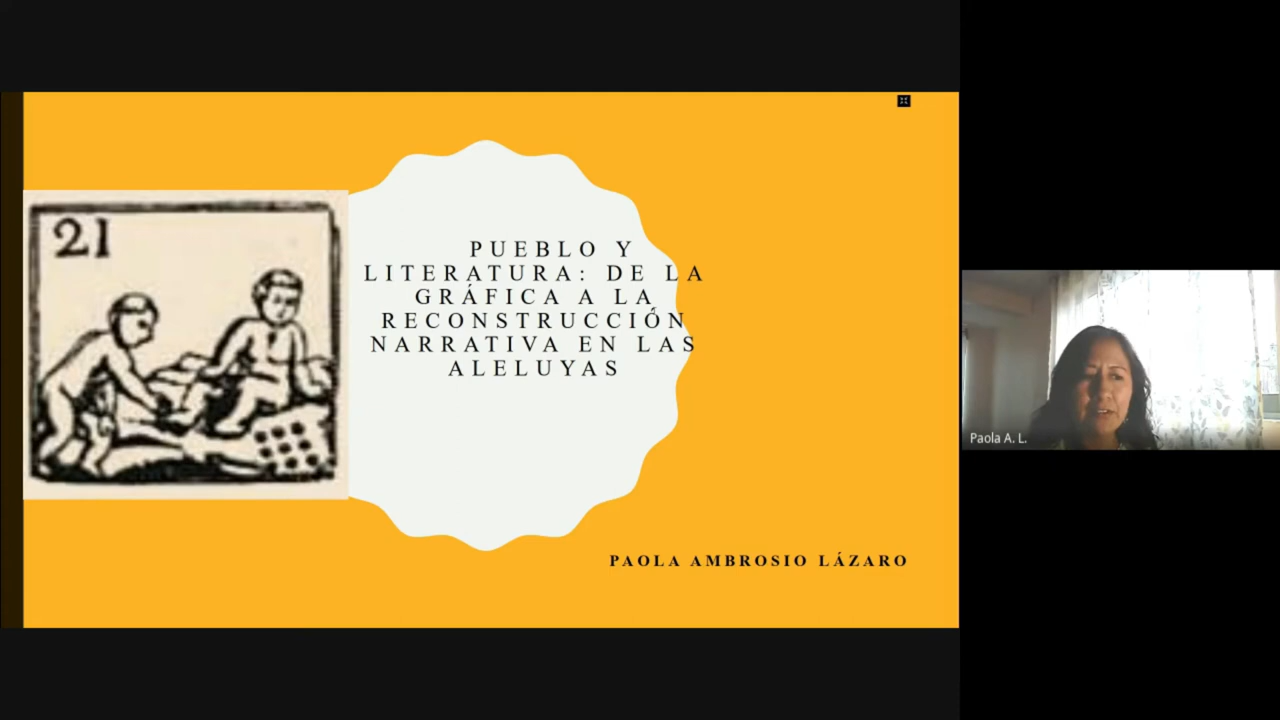 21
PUEBLO Y
LITERATURA: DE LA
GRÁFICA A LA
RECONSTRUCCIÓN
NARRATIVA EN LAS
ALELUYAS
PAOLA AMBROSIO LÁZARO
Paola A. L.